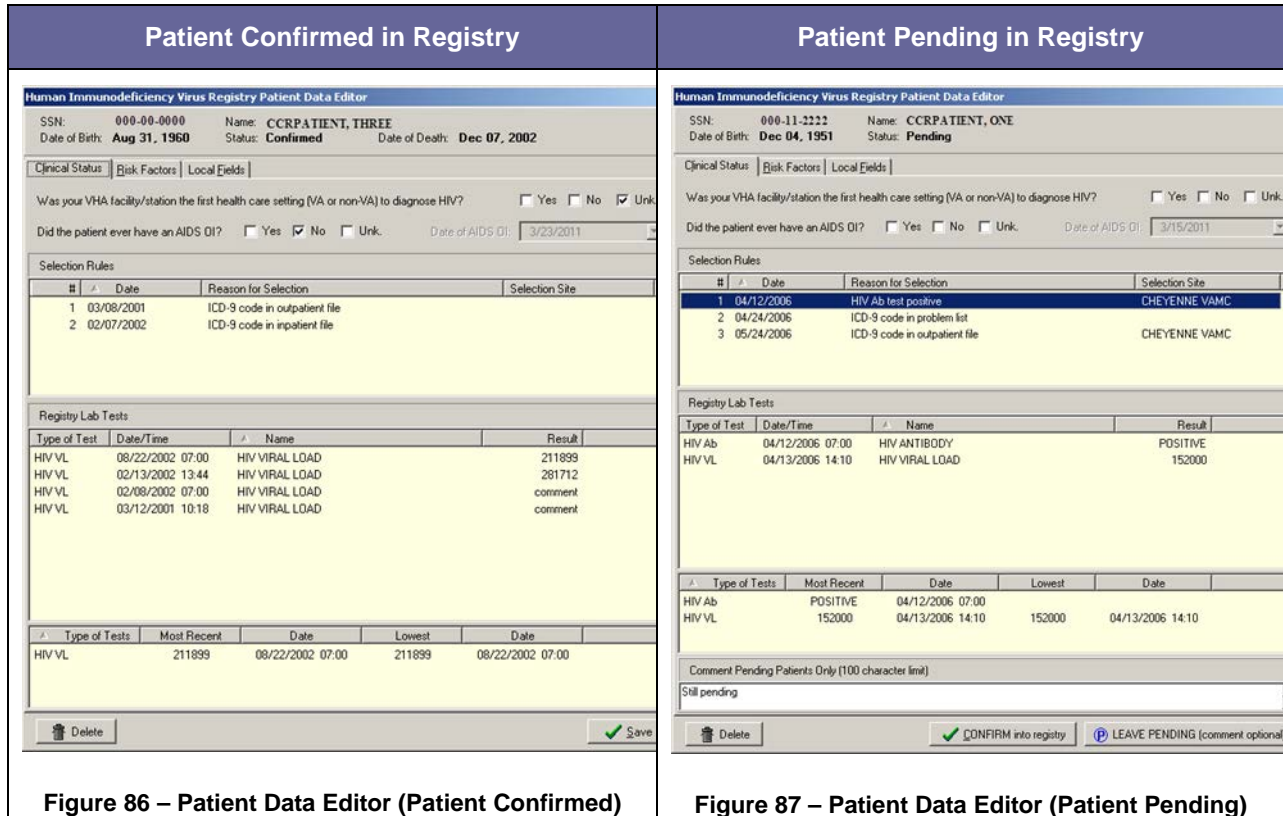 Patient Confirmed in Registry
Human Immunodeficiency Virus Registry Patient Data Editor
SSN: 000-00-0000 Name: CCRPATIENT, THREE
Date of Birth: Aug 31, 1960 Status: Confirmed Date of Death: Dec 07, 2002
Clinical Status Risk Factors Local Fields
Was your VHA facility/station the first health care setting (VA or non-VA) to diagnose HIV? Yes No Unk.
Did the patient ever have an AIDS OI? Yes No Unk. Date of AIDS OI: 3/23/2011
Selection Rules
# Date Reason for Selection Selection Site
1 03/08/2001 ICD-9 code in outpatient file
2 02/07/2002 ICD-9 code in inpatient file
Registry Lab Tests
Type of Test Date/Time Name Result
HIV VL 08/22/2002 07:00 HIV VIRAL LOAD 211899
HIV VL 02/13/2002 13:44 HIV VIRAL LOAD 281712
HIV VL 02/08/2002 07:00 HIV VIRAL LOAD comment
HIV VL 03/12/2001 10:18 HIV VIRAL LOAD comment
Type of Tests Most Recent Date Lowest Date
HIV VL 211899 08/22/2002 07:00 211899 08/22/2002 07:00
Delete Save
Figure 86 – Patient Data Editor (Patient Confirmed)
Patient Pending in Registry
Human Immunodeficiency Virus Registry Patient Data Editor
SSN: 000-11-2222 Name: CCRPATIENT, ONE
Date of Birth: Dec 04, 1951 Status: Pending
Clinical Status Risk Factors Local Fields
Was your VHA facility/station the first health care setting (VA or non-VA) to diagnose HIV? Yes No Unk.
Did the patient ever have an AIDS OI? Yes No Unk. Date of AIDS OI: 3/15/2011
Selection Rules
# Date Reason for Selection Selection Site
1 04/12/2006 HIV Ab test positive CHEYENNE VAMC
2 04/24/2006 ICD-9 code in problem list
3 05/24/2006 ICD-9 code in outpatient file CHEYENNE VAMC
Registry Lab Tests
Type of Test Date/Time Name Result
HIV Ab 04/12/2006 07:00 HIV ANTIBODY POSITIVE
HIV VL 04/13/2006 14:10 HIV VIRAL LOAD 152000
Type of Tests Most Recent Date Lowest Date
HIV Ab POSITIVE 04/12/2006 07:00
HIV VL 152000 04/13/2006 14:10 152000 04/13/2006 14:10
Comment Pending Patients Only (100 character limit)
Still pending
Delete CONFIRM into registry P LEAVE PENDING (comment optional
Figure 87 – Patient Data Editor (Patient Pending)